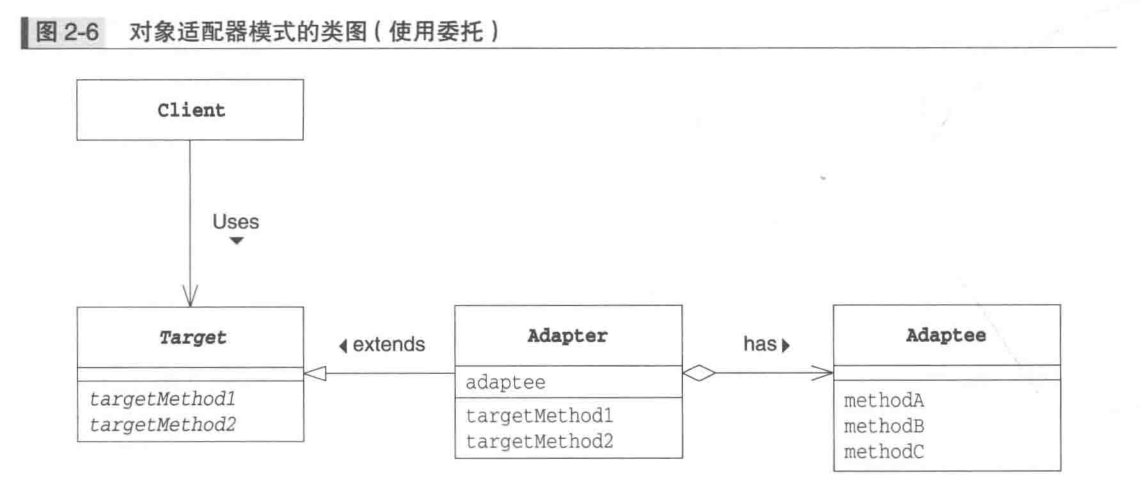 图 2-6 对象适配器模式的类图（使用委托）
Client
Uses
Target
targetMethod1
targetMethod2
extends
Adapter
adaptee
targetMethod1
targetMethod2
has
Adaptee
methodA
methodB
methodC